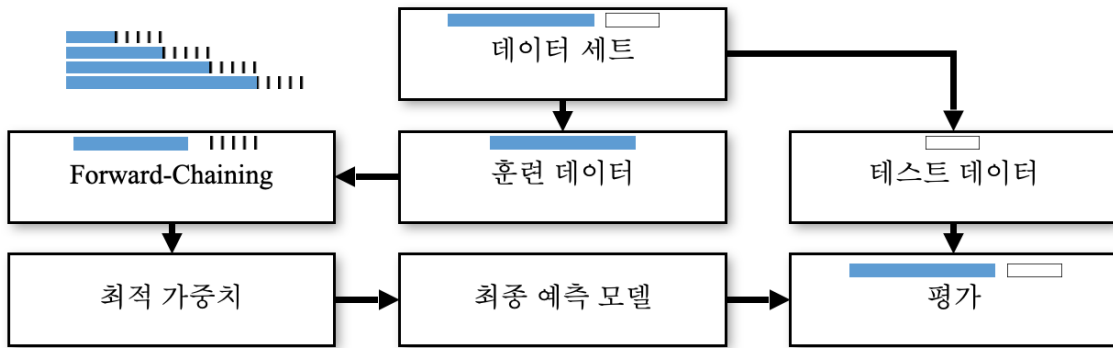 데이터 세트
Forward-Chaining
훈련 데이터
테스트 데이터
최적 가중치
최종 예측 모델
평가